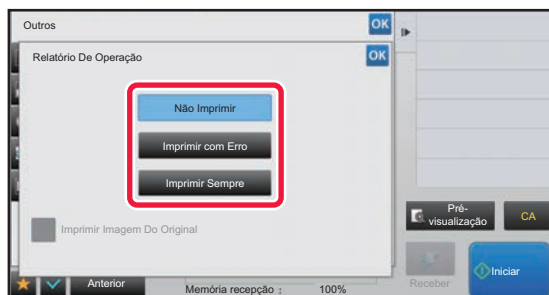 Outros
OK
Relatório De Operação
OK
Não Imprimir
Imprimir com Erro
Imprimir Sempre
Imprimir Imagem Do Original
Pré-
visualização
CA
Anterior
Memória recepção :
100%
Receber
Iniciar